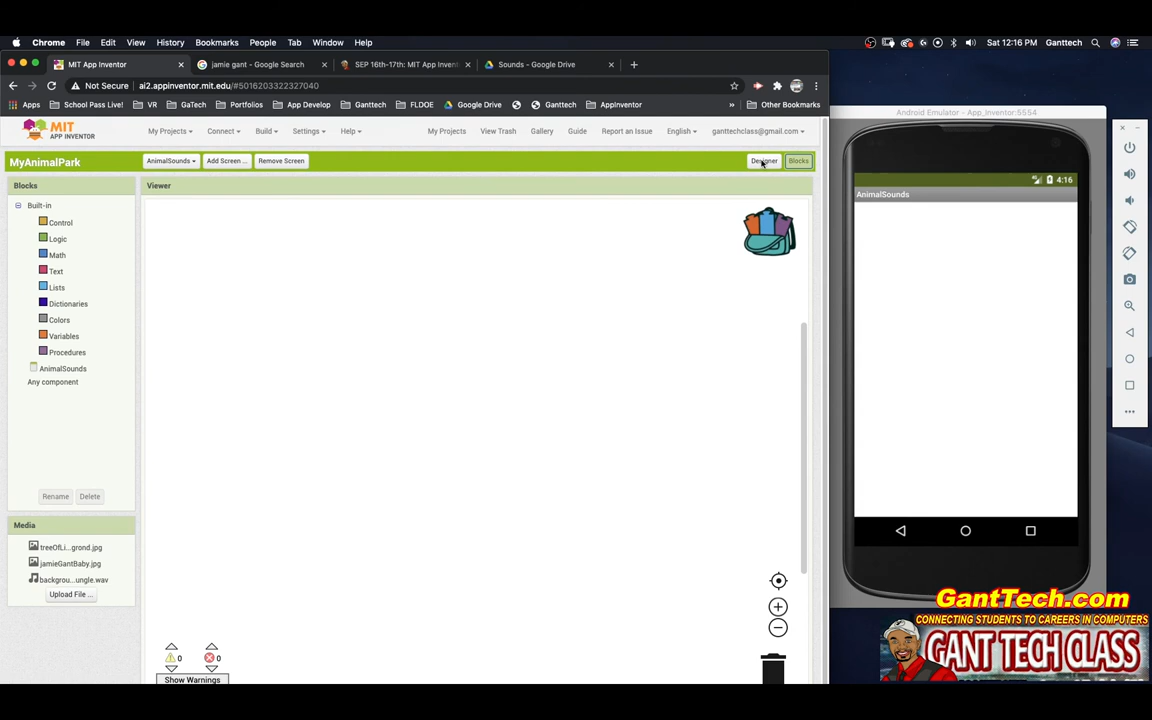 Chrome File Edit View History Bookmarks People Tab Window Help Sat 12:16 PM Ganttech
MIT App Inventor jamie gant - Google Search SEP 16th-17th: MIT App Invent Sounds - Google Drive
Not Secure ai2.appinventor.mit.edu/#5016203322327040
Apps School Pass Live! VR GaTech Portfolios App Develop Ganttech FLDOE Google Drive Ganttech AppInventor » Other Bookmarks
MIT APP INVENTOR My Projects Connect Build Settings Help My Projects View Trash Gallery Guide Report an Issue English ganttechclass@gmail.com
MyAnimalPark AnimalSounds Add Screen ... Remove Screen Designer Blocks
Blocks Viewer
Built-in
Control
Logic
Math
Text
Lists
Dictionaries
Colors
Variables
Procedures
AnimalSounds
Any component
Rename Delete
Media
treeOfLi...grond.jpg
jamieGantBaby.jpg
backgrou...ungle.wav
Upload File ...
0 0
Show Warnings
Android Emulator - App_Inventor:5554
4:16
AnimalSounds
GantTech.com
CONNECTING STUDENTS TO CAREERS IN COMPUTERS
GANT TECH CLASS